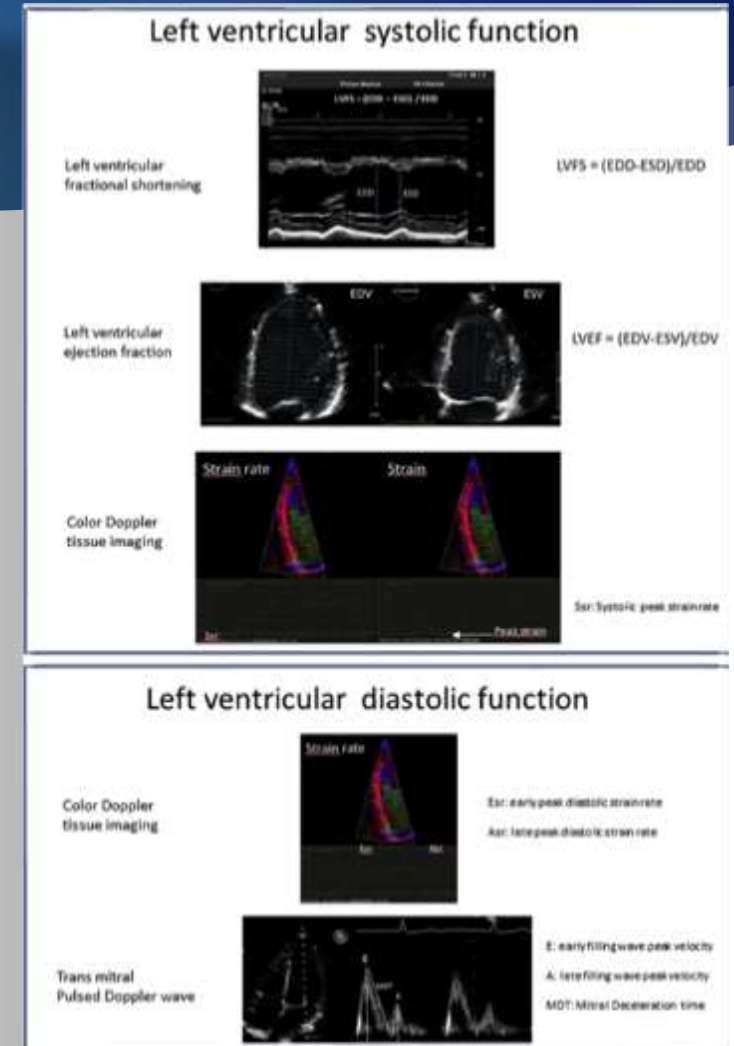 Left ventricular systolic function
LVFS = (EDD - ESD) / EDD
Left ventricular
fractional shortening
EDD
ESD
LVFS = (EDD-ESD)/EDD
EDV
ESV
Left ventricular
ejection fraction
LVEF = (EDV-ESV)/EDV
Strain rate
Strain
Color Doppler
tissue imaging
Ssr: Systolic peak strain rate
Ssr
Peak strain
Left ventricular diastolic function
Strain rate
Color Doppler
tissue imaging
Esr: early peak diastolic strain rate
Asr: late peak diastolic strain rate
Esr
Asr
Trans mitral
Pulsed Doppler wave
E
A
E: early filling wave peak velocity
A: late filling wave peak velocity
MDT: Mitral Deceleration time